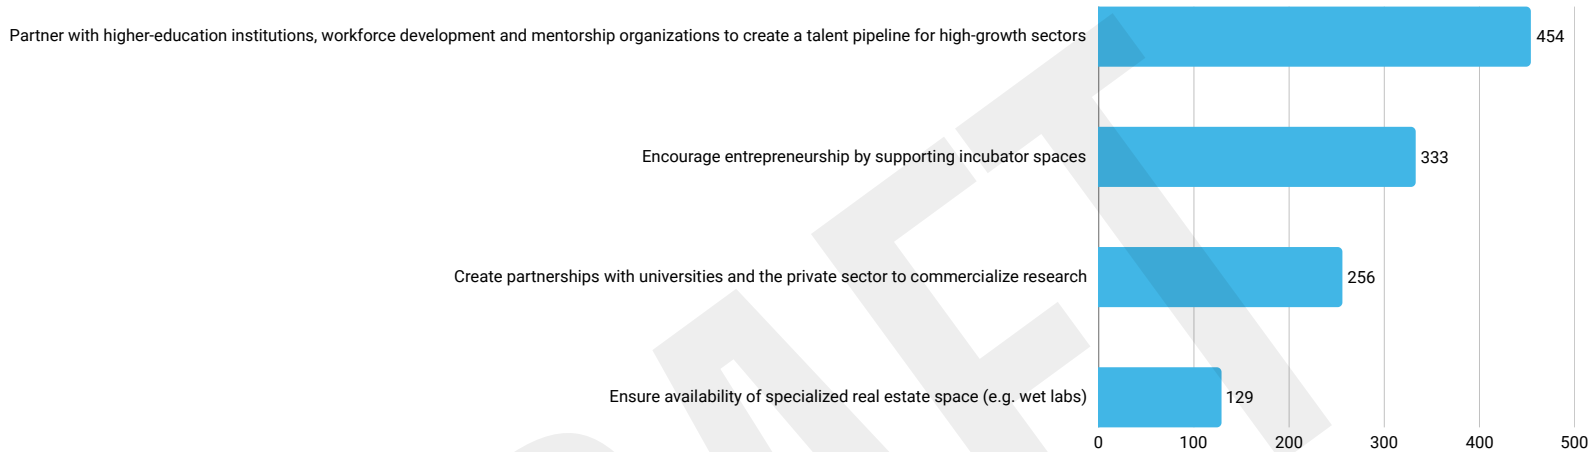 Partner with higher-education institutions, workforce development and mentorship organizations to create a talent pipeline for high-growth sectors
454
Encourage entrepreneurship by supporting incubator spaces
333
Create partnerships with universities and the private sector to commercialize research
256
Ensure availability of specialized real estate space (e.g. wet labs)
129
0 100 200 300 400 500